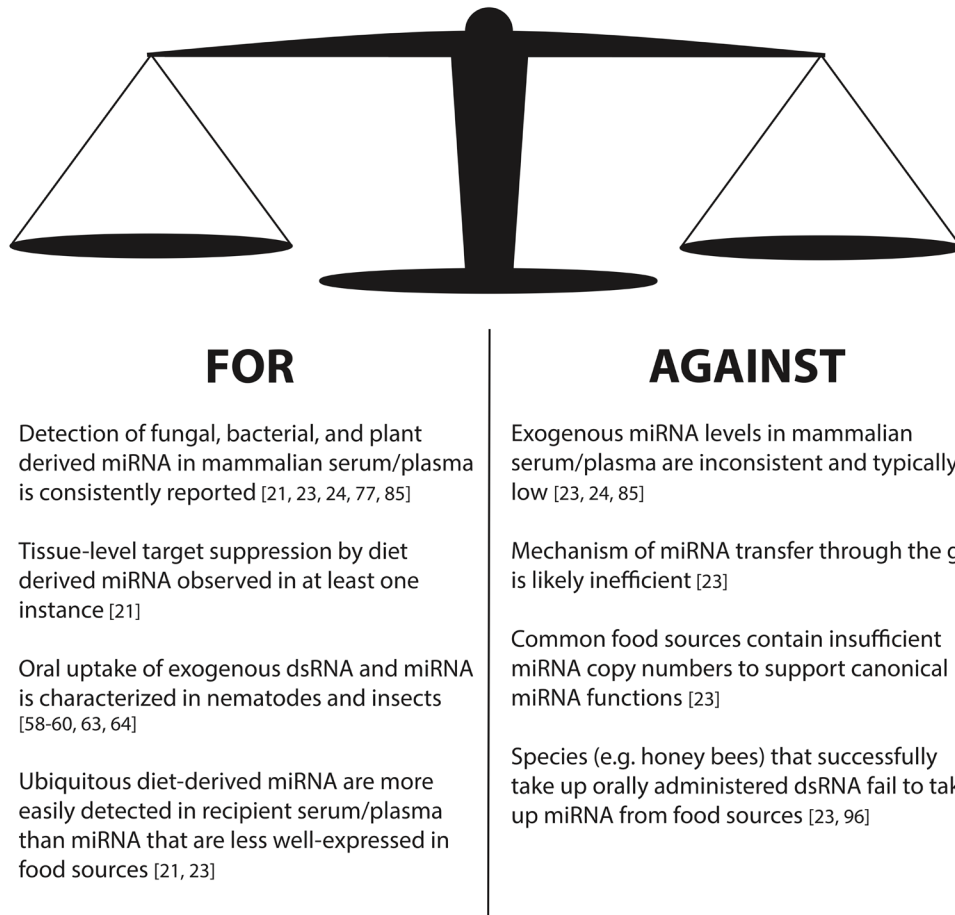 FOR
Detection of fungal, bacterial, and plant
derived miRNA in mammalian serum/plasma
is consistently reported [21, 23, 24, 77, 85]
Tissue-level target suppression by diet
derived miRNA observed in at least one
instance [21]
Oral uptake of exogenous dsRNA and miRNA
is characterized in nematodes and insects
[58-60, 63, 64]
Ubiquitous diet-derived miRNA are more
easily detected in recipient serum/plasma
than miRNA that are less well-expressed in
food sources [21, 23]
AGAINST
Exogenous miRNA levels in mammalian
serum/plasma are inconsistent and typically
low [23, 24, 85]
Mechanism of miRNA transfer through the
is likely inefficient [23]
Common food sources contain insufficient
miRNA copy numbers to support canonical
miRNA functions [23]
Species (e.g. honey bees) that successfully
take up orally administered dsRNA fail to
up miRNA from food sources [23, 96]